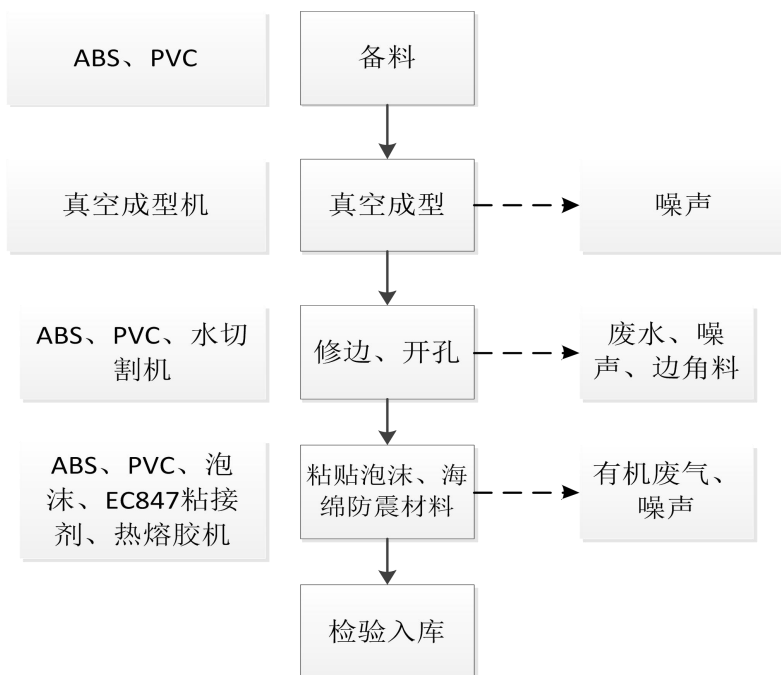 ABS、PVC
备料
真空成型机
真空成型
噪声
ABS、PVC、水切
割机
修边、开孔
废水、噪
声、边角料
ABS、PVC、泡
沫、EC847粘接
剂、热熔胶机
粘贴泡沫、海
绵防震材料
有机废气、
噪声
检验入库